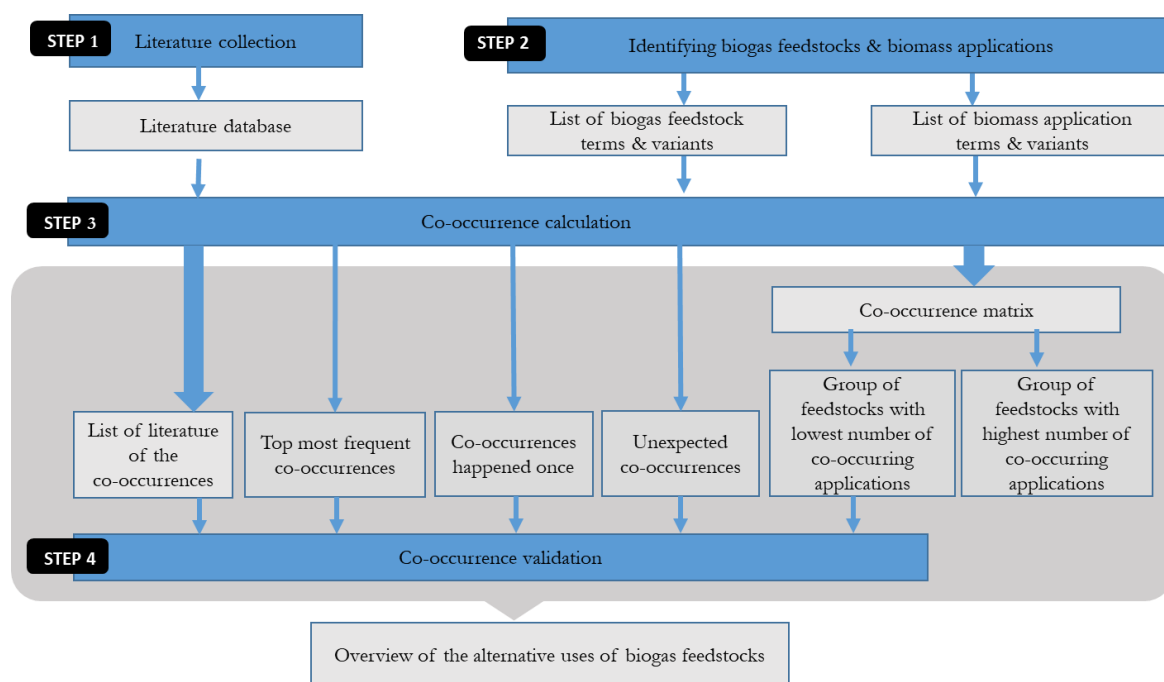 STEP 1
Literature collection
STEP 2
Identifying biogas feedstocks & biomass applications
Literature database
List of biogas feedstock
terms & variants
List of biomass application
terms & variants
STEP 3
Co-occurrence calculation
Co-occurrence matrix
List of literature
of the
co-occurrences
Top most frequent
co-occurrences
Co-occurrences
happened once
Unexpected
co-occurrences
Group of
feedstocks with
lowest number of
co-occurring
applications
Group of
feedstocks with
highest number of
co-occurring
applications
STEP 4
Co-occurrence validation
Overview of the alternative uses of biogas feedstocks